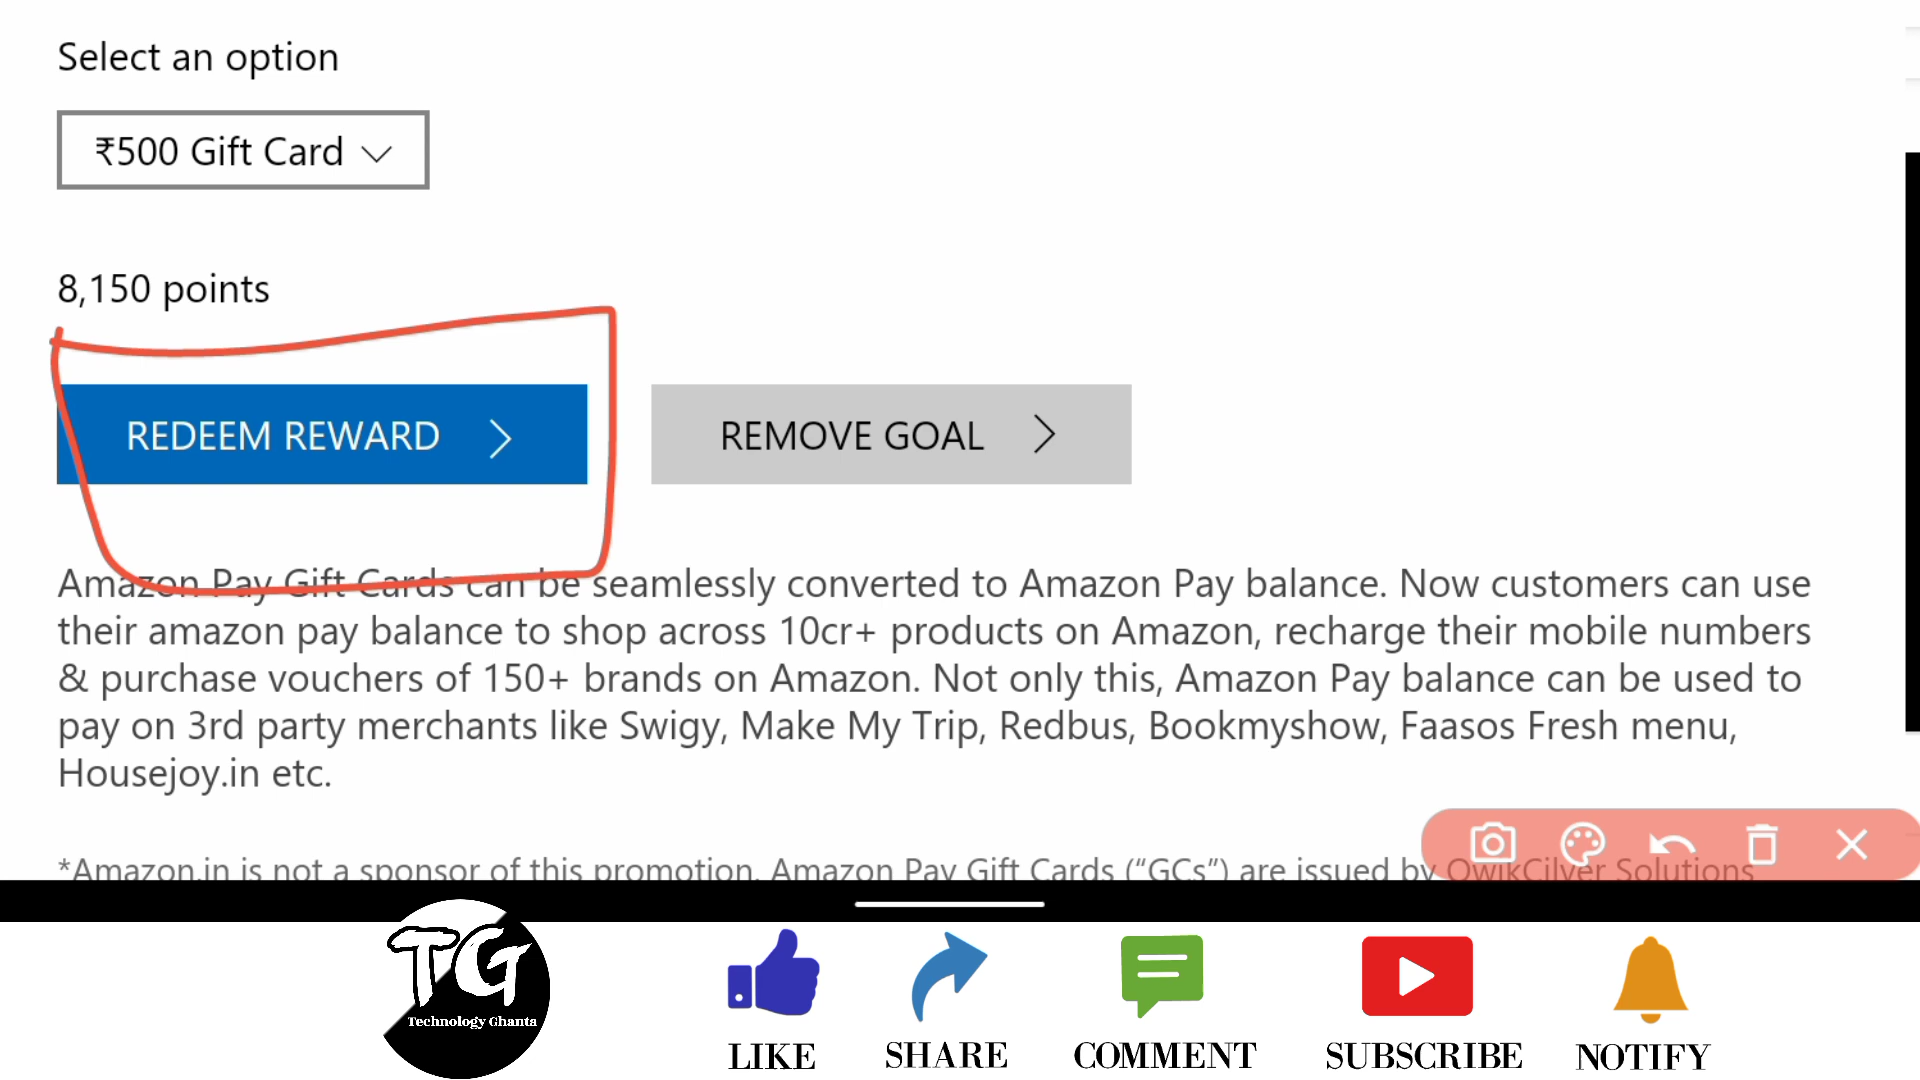 Select an option
₹500 Gift Card
8,150 points
REDEEM REWARD
REMOVE GOAL
Amazon Pay Gift Cards can be seamlessly converted to Amazon Pay balance. Now customers can use
their amazon pay balance to shop across 10cr+ products on Amazon, recharge their mobile numbers
& purchase vouchers of 150+ brands on Amazon. Not only this, Amazon Pay balance can be used to
pay on 3rd party merchants like Swigy, Make My Trip, Redbus, Bookmyshow, Faasos Fresh menu,
Housejoy.in etc.
*Amazon.in is not a sponsor of this promotion. Amazon Pay Gift Cards (“GCs”) are issued by QwikCilver Solutions
TG
Technology Ghanta
LIKE
SHARE
COMMENT
SUBSCRIBE
NOTIFY